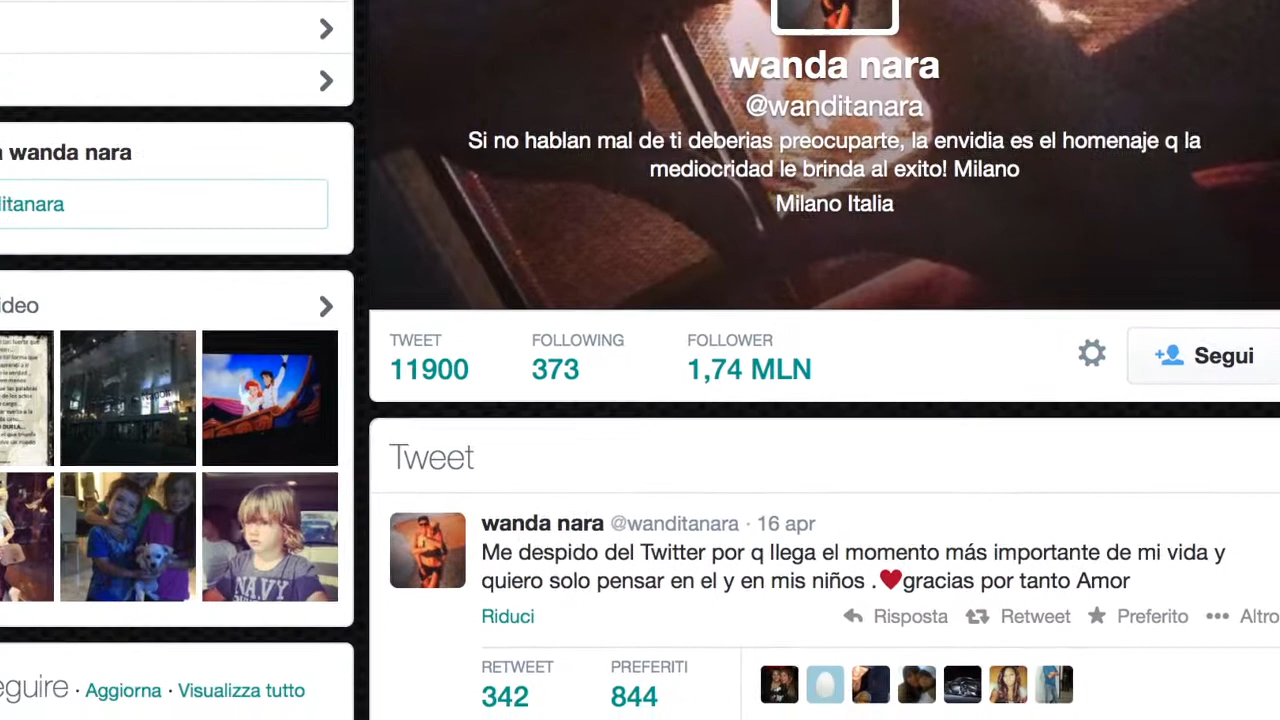 wanda nara
@wanditanara
Si no hablan mal de ti deberias preocuparte, la envidia es el homenaje q la
mediocridad le brinda al exito! Milano
Milano Italia
a wanda nara
ditanara
ideo
TWEET
11900
FOLLOWING
373
FOLLOWER
1,74 MLN
Segui
Tweet
wanda nara @wanditanara · 16 apr
Me despido del Twitter por q llega el momento más importante de mi vida y
quiero solo pensar en el y en mis niños .❤gracias por tanto Amor
Riduci
Risposta
Retweet
Preferito
Altro
RETWEET
342
PREFERITI
844
NAVY
eguire · Aggiorna · Visualizza tutto